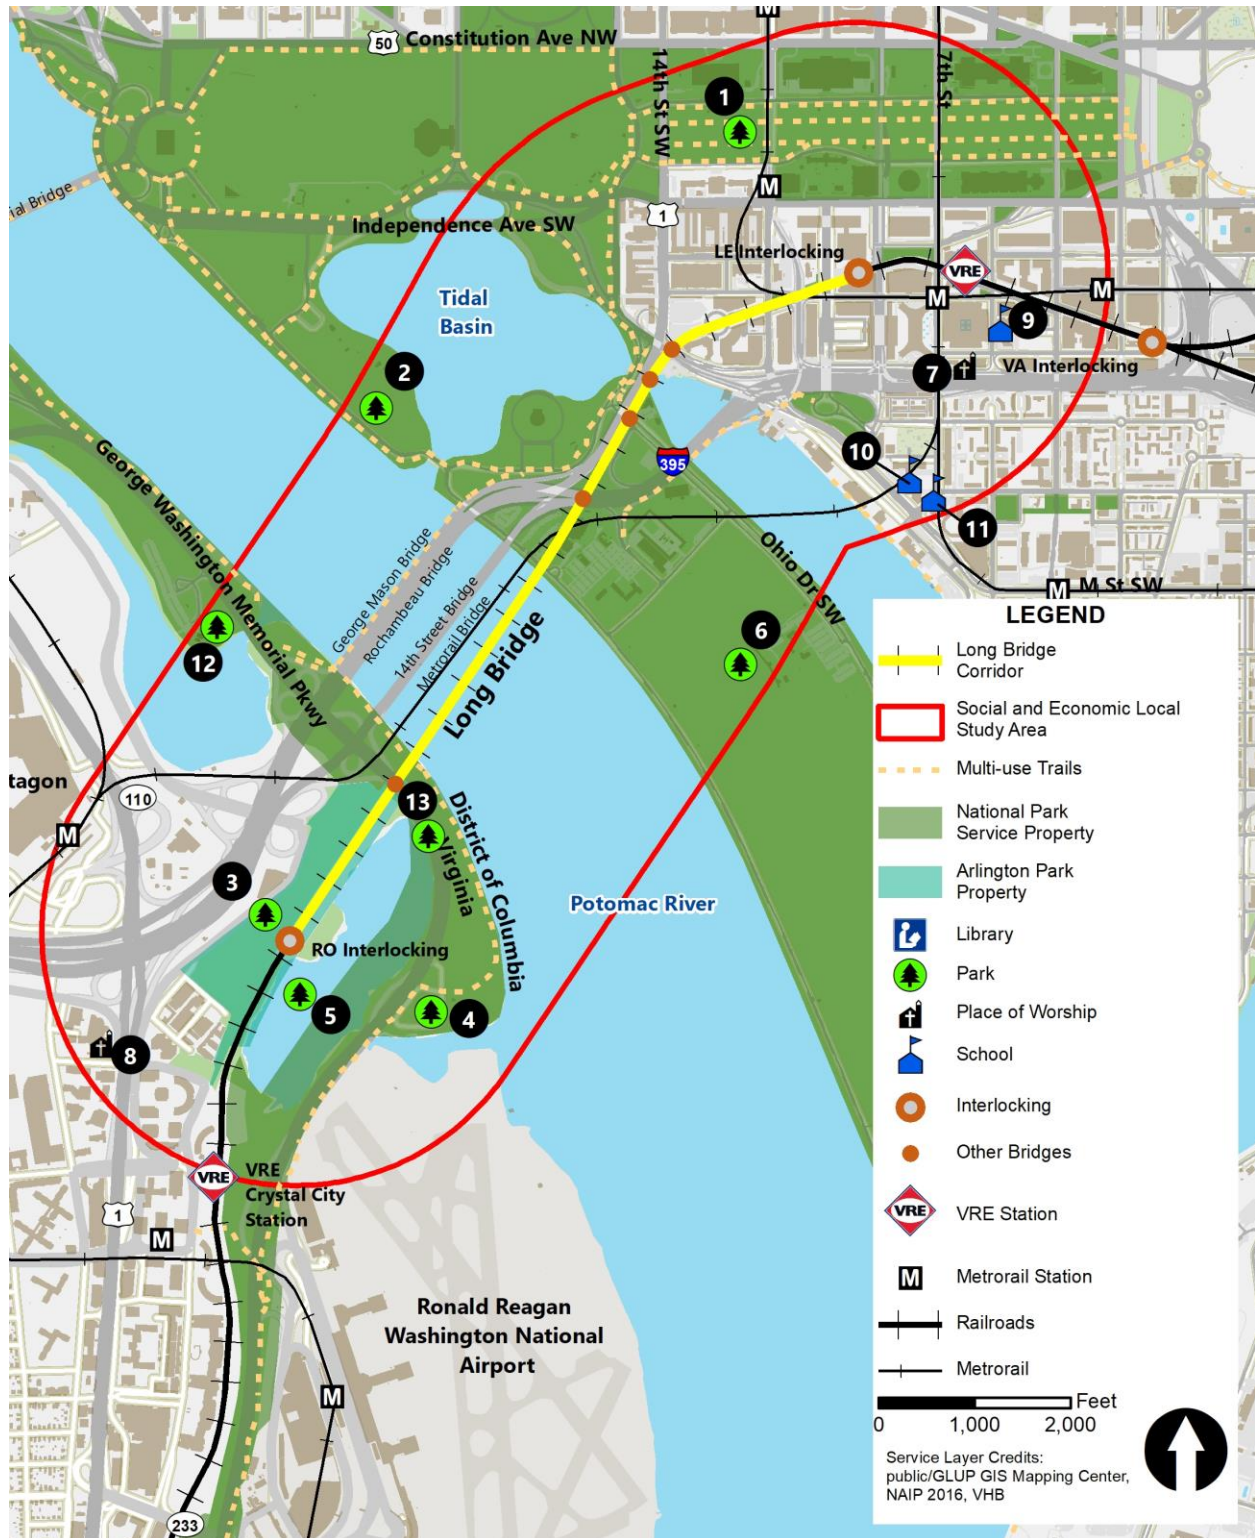 M
50
Constitution Ave NW
14th St SW
7th St
1
M
ial Bridge
1
Independence Ave SW
LE Interlocking
VRE
M
M
Tidal
Basin
9
2
7
VA Interlocking
George Washington Memorial Pkwy
395
10
11
George Mason Bridge
Rochambeau Bridge
14th Street Bridge
Metrorail Bridge
Long Bridge
Ohio Dr SW
M
M St SW
6
12
tagon
110
M
13
District of Columbia
Virginia
3
Potomac River
RO Interlocking
5
4
8
VRE
VRE
Crystal City
Station
1
M
Ronald Reagan
Washington National
Airport
M
233
LEGEND
Long Bridge
Corridor
Social and Economic Local
Study Area
Multi-use Trails
National Park
Service Property
Arlington Park
Property
Library
Park
Place of Worship
School
Interlocking
Other Bridges
VRE
VRE Station
M
Metrorail Station
Railroads
Metrorail
Feet
0 1,000 2,000
Service Layer Credits:
public/GLUP GIS Mapping Center,
NAIP 2016, VHB